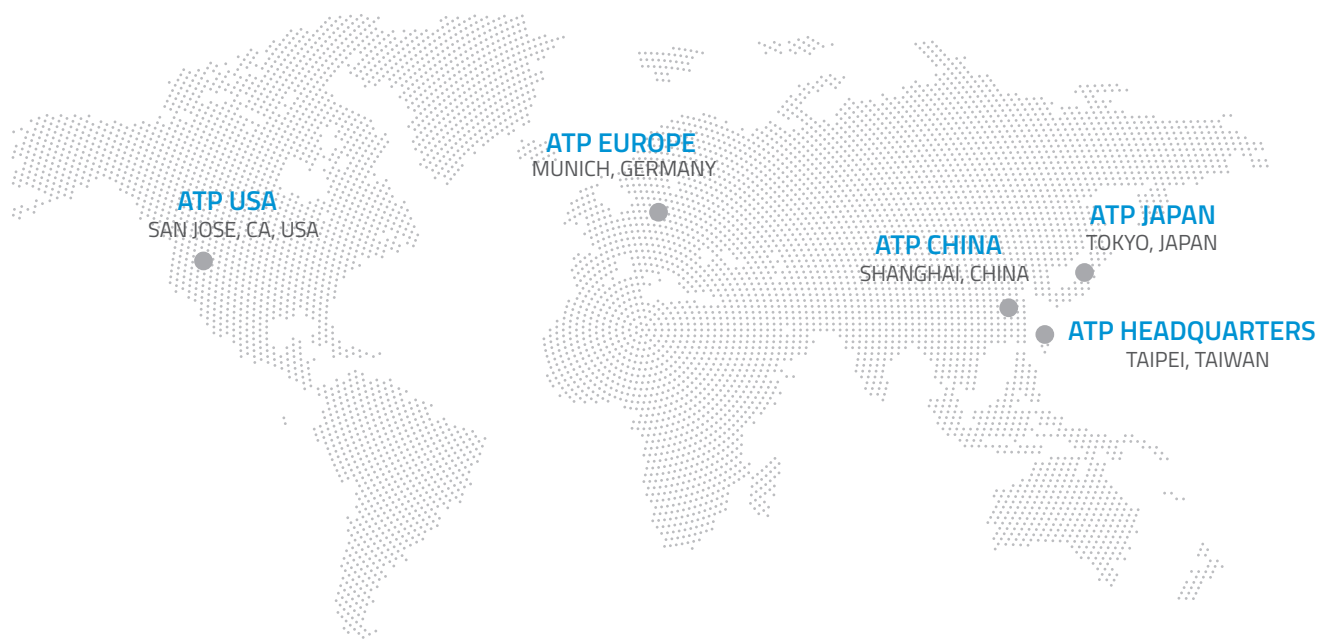 ATP EUROPE
MUNICH, GERMANY
ATP USA
SAN JOSE, CA, USA
ATP JAPAN
TOKYO, JAPAN
ATP CHINA
SHANGHAI, CHINA
ATP HEADQUARTERS
TAIPEI, TAIWAN